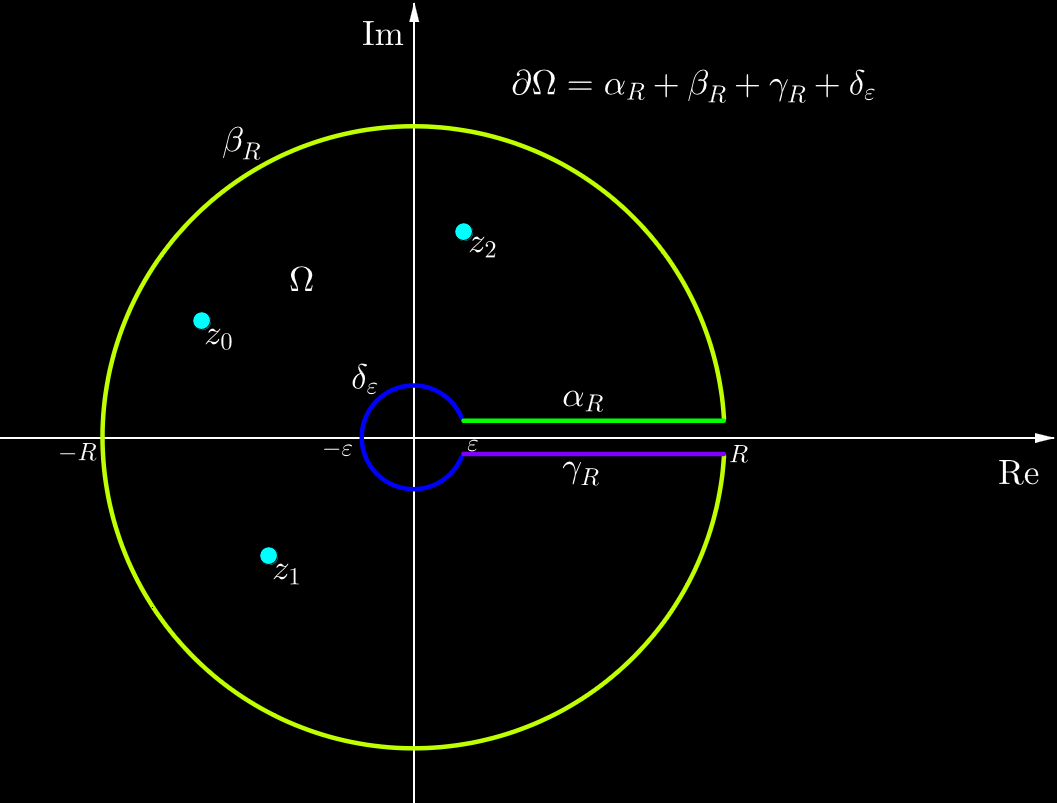 Im
∂Ω = α_R + β_R + γ_R + δ_ε
β_R
z_2
Ω
z_0
δ_ε
α_R
−R
−ε
ε
R
γ_R
Re
z_1